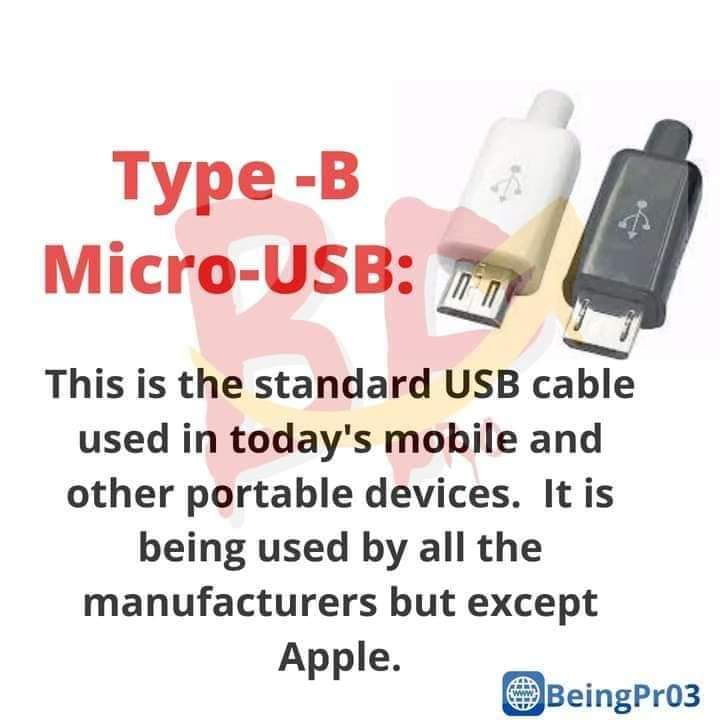 Type -B
Micro-USB:
This is the standard USB cable
used in today's mobile and
other portable devices.  It is
being used by all the
manufacturers but except
Apple.
BeingPr03